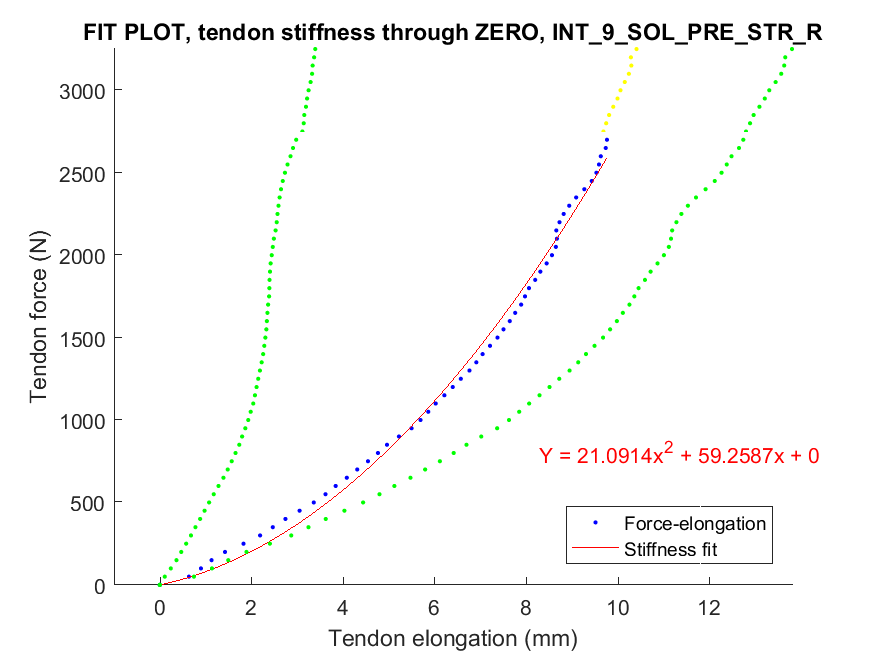 FIT PLOT, tendon stiffness through ZERO, INT_9_SOL_PRE_STR_R
3000
2500
2000
1500
1000
500
0
Tendon force (N)
Y = 21.0914x² + 59.2587x + 0
Force-elongation
Stiffness fit
0 2 4 6 8 10 12
Tendon elongation (mm)